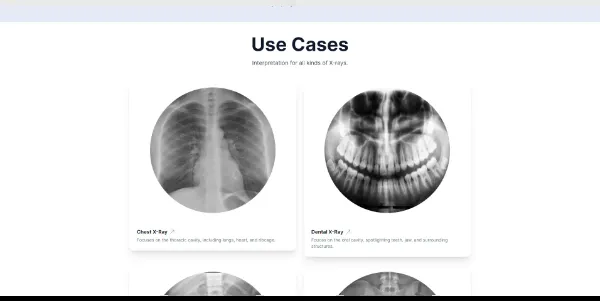 Use Cases
Interpretation for all kinds of X-rays.
Chest X-Ray ↗
Focuses on the thoracic cavity, including lungs, heart, and ribcage.
Dental X-Ray ↗
Focus on the oral cavity, spotlighting teeth, jaw, and surrounding
structures.